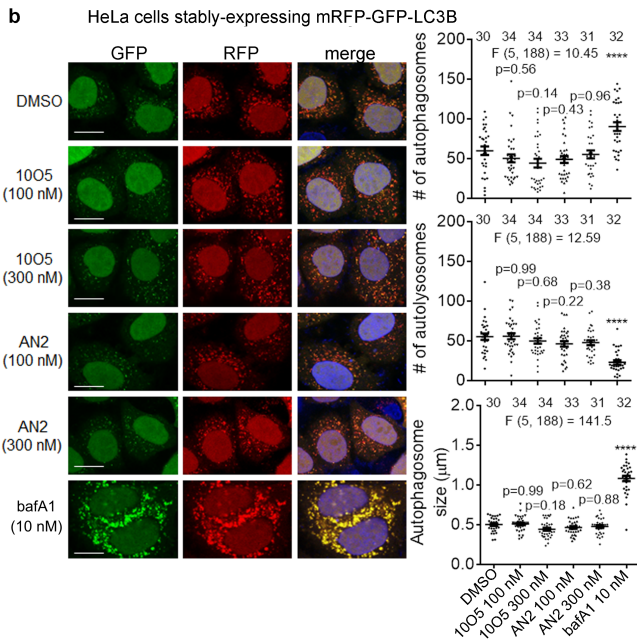 b
HeLa cells stably-expressing mRFP-GFP-LC3B
GFP RFP merge
DMSO
10O5
(100 nM)
10O5
(300 nM)
AN2
(100 nM)
AN2
(300 nM)
bafA1
(10 nM)
# of autophagosomes
30 34 34 33 31 32
F (5, 188) = 10.45
****
p=0.56
p=0.14
p=0.96
p=0.43
200
150
100
50
0
# of autolysosomes
30 34 34 33 31 32
F (5, 188) = 12.59
p=0.99
p=0.68
p=0.38
p=0.22
****
200
150
100
50
0
Autophagosome
size (μm)
30 34 34 33 31 32
F (5, 188) = 141.5
****
p=0.99
p=0.62
p=0.18
p=0.88
2.0
1.5
1.0
0.5
0.0
DMSO
10O5 100 nM
10O5 300 nM
AN2 100 nM
AN2 300 nM
bafA1 10 nM